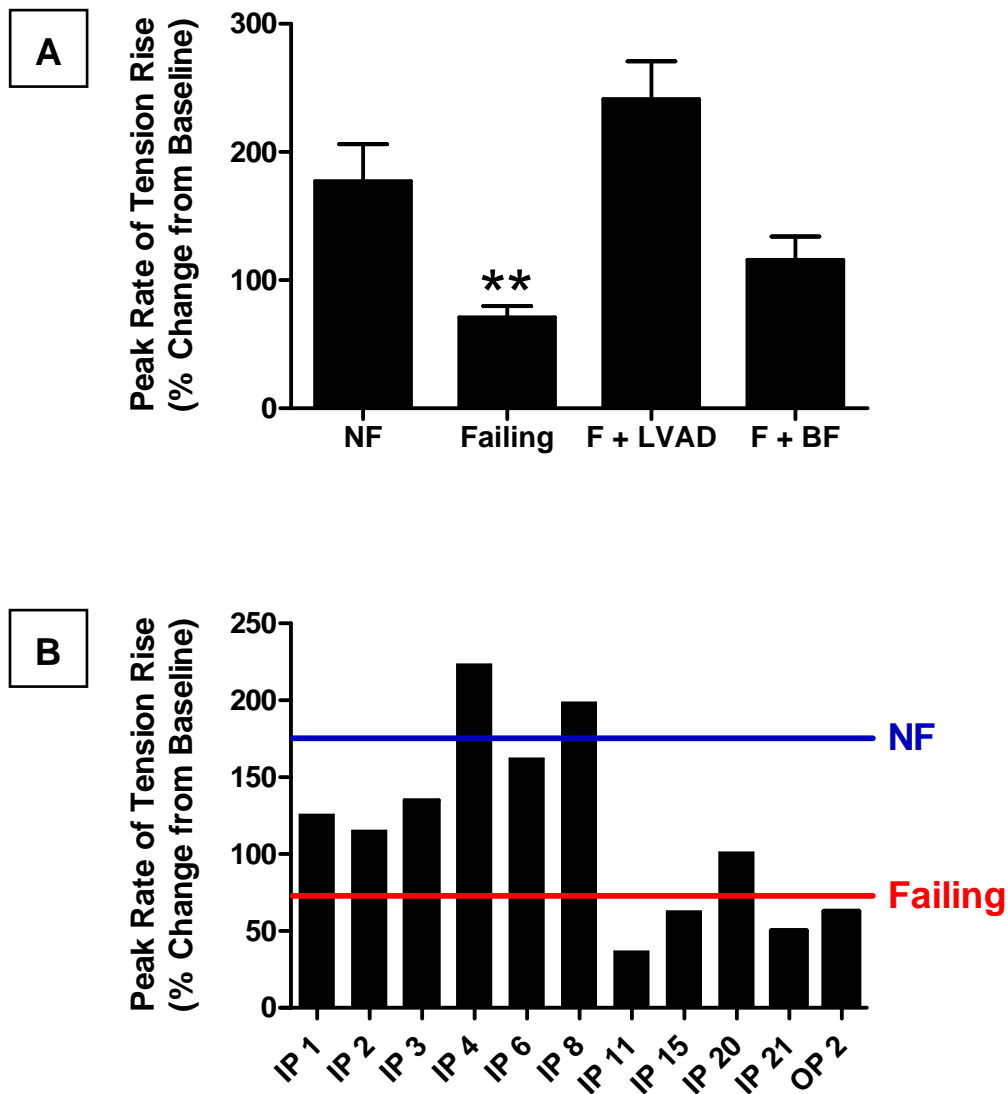 A
Peak Rate of Tension Rise
(% Change from Baseline)
300
200
100
0
**
NF
Failing
F + LVAD
F + BF
B
Peak Rate of Tension Rise
(% Change from Baseline)
250
200
150
100
50
0
NF
Failing
IP 1
IP 2
IP 3
IP 4
IP 6
IP 8
IP 11
IP 15
IP 20
IP 21
OP 2